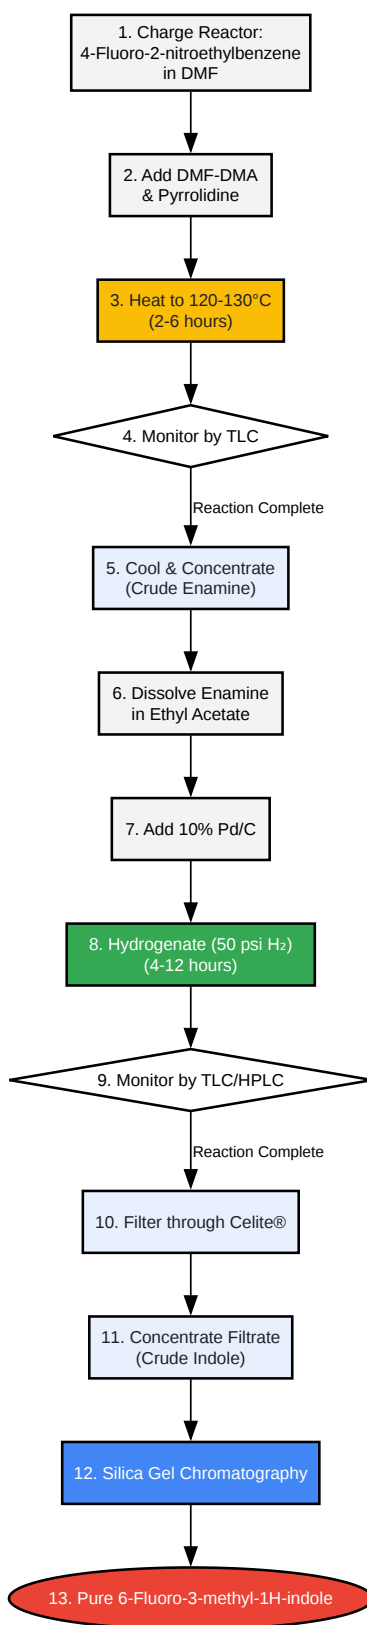 1. Charge Reactor:
4-Fluoro-2-nitroethylbenzene
in DMF
2. Add DMF-DMA
& Pyrrolidine
3. Heat to 120-130°C
(2-6 hours)
4. Monitor by TLC
Reaction Complete
5. Cool & Concentrate
(Crude Enamine)
6. Dissolve Enamine
in Ethyl Acetate
7. Add 10% Pd/C
8. Hydrogenate (50 psi H₂)
(4-12 hours)
9. Monitor by TLC/HPLC
Reaction Complete
10. Filter through Celite®
11. Concentrate Filtrate
(Crude Indole)
12. Silica Gel Chromatography
13. Pure 6-Fluoro-3-methyl-1H-indole